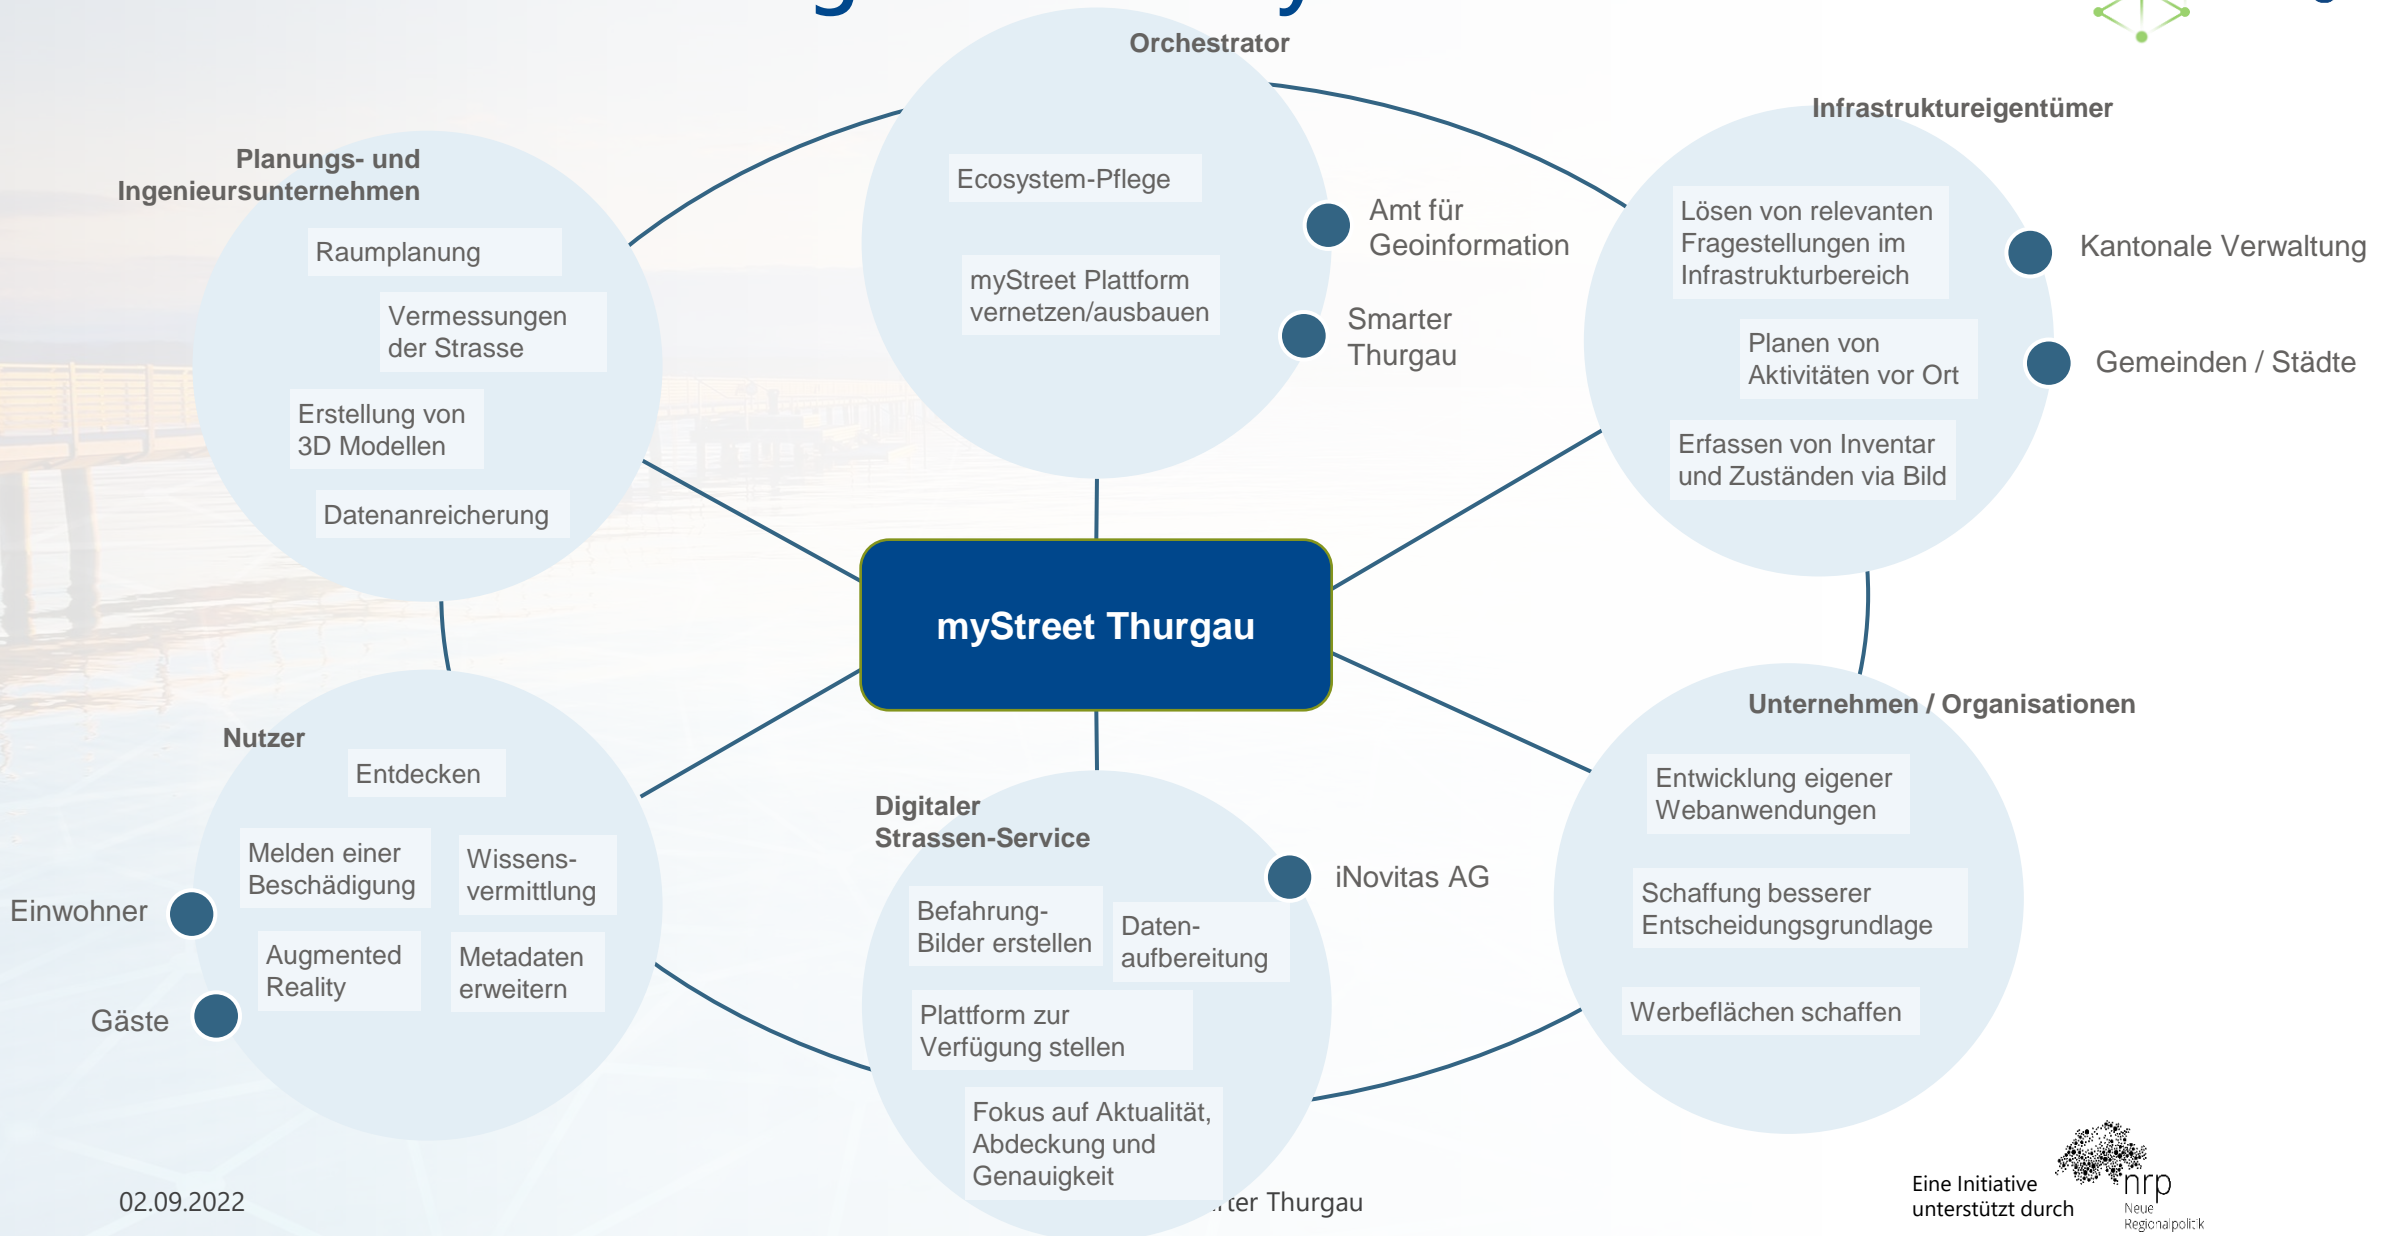 Orchestrator
Ecosystem-Pflege
myStreet Plattform
vernetzen/ausbauen
Amt für
Geoinformation
Smarter
Thurgau
Infrastruktureigentümer
Lösen von relevanten
Fragestellungen im
Infrastrukturbereich
Planen von
Aktivitäten vor Ort
Erfassen von Inventar
und Zuständen via Bild
Kantonale Verwaltung
Gemeinden / Städte
Planungs- und
Ingenieursunternehmen
Raumplanung
Vermessungen
der Strasse
Erstellung von
3D Modellen
Datenanreicherung
myStreet Thurgau
Nutzer
Entdecken
Melden einer
Beschädigung
Wissens-
vermittlung
Augmented
Reality
Metadaten
erweitern
Einwohner
Gäste
Digitaler
Strassen-Service
Befahrung-
Bilder erstellen
Daten-
aufbereitung
Plattform zur
Verfügung stellen
Fokus auf Aktualität,
Abdeckung und
Genauigkeit
iNovitas AG
Unternehmen / Organisationen
Entwicklung eigener
Webanwendungen
Schaffung besserer
Entscheidungsgrundlage
Werbeflächen schaffen
02.09.2022
Thurgau
Eine Initiative
unterstützt durch
nrp
Neue
Regionalpolitik